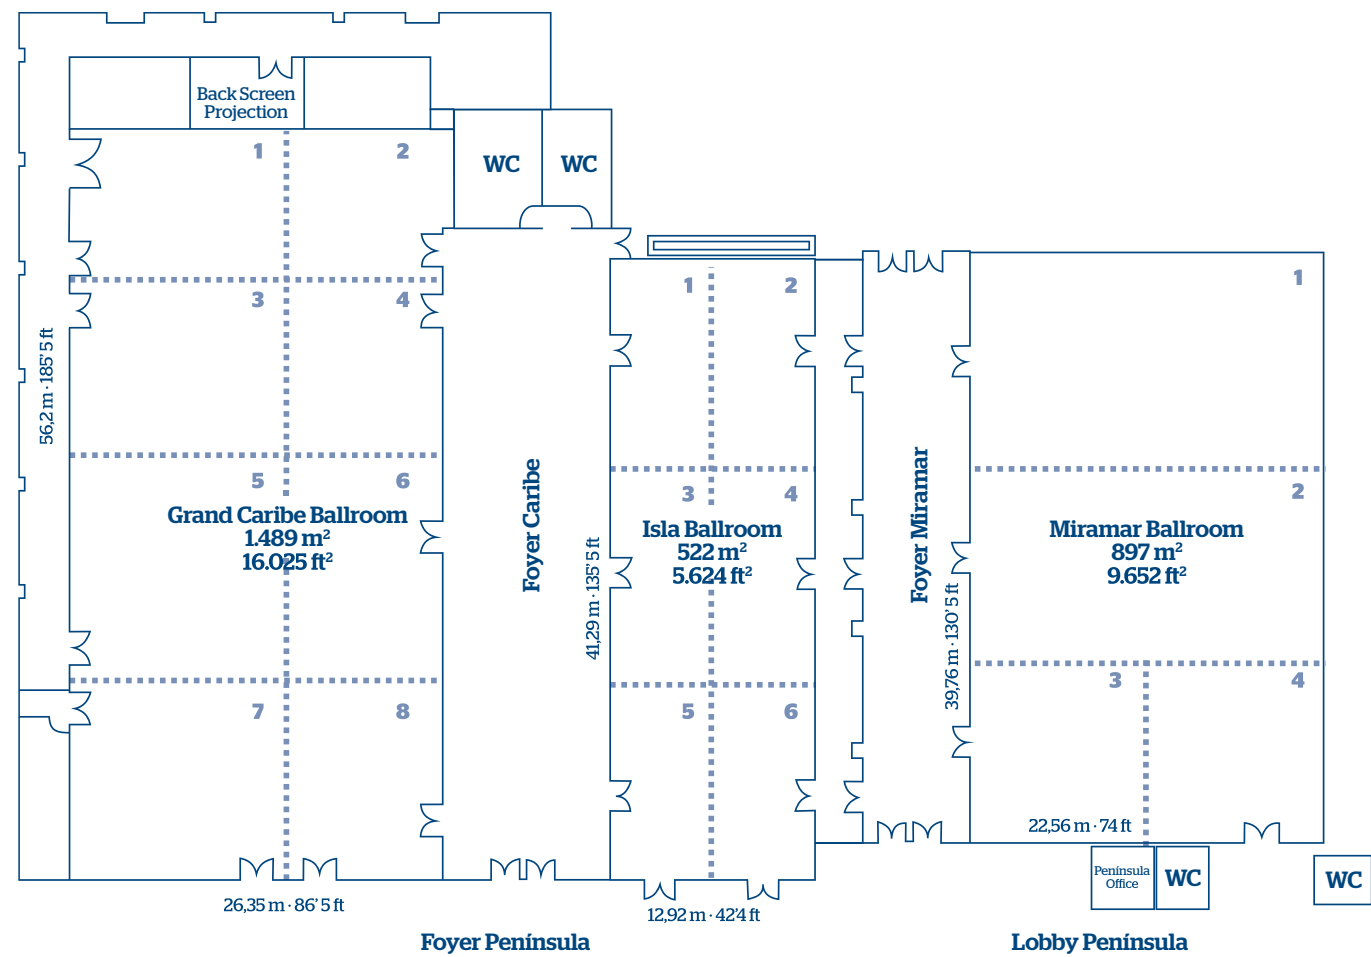 Back Screen
Projection
WC
WC
1
2
3
4
5
6
7
8
56,2 m · 185' 5 ft
Grand Caribe Ballroom
1.489 m²
16.025 ft²
26,35 m · 86' 5 ft
Foyer Caribe
41,29 m · 135' 5 ft
1
2
3
4
Isla Ballroom
522 m²
5.624 ft²
5
6
12,92 m · 42'4 ft
Foyer Miramar
39,76 m · 130' 5 ft
1
2
Miramar Ballroom
897 m²
9.652 ft²
3
4
22,56 m · 74 ft
Península
Office
WC
WC
Foyer Península
Lobby Península